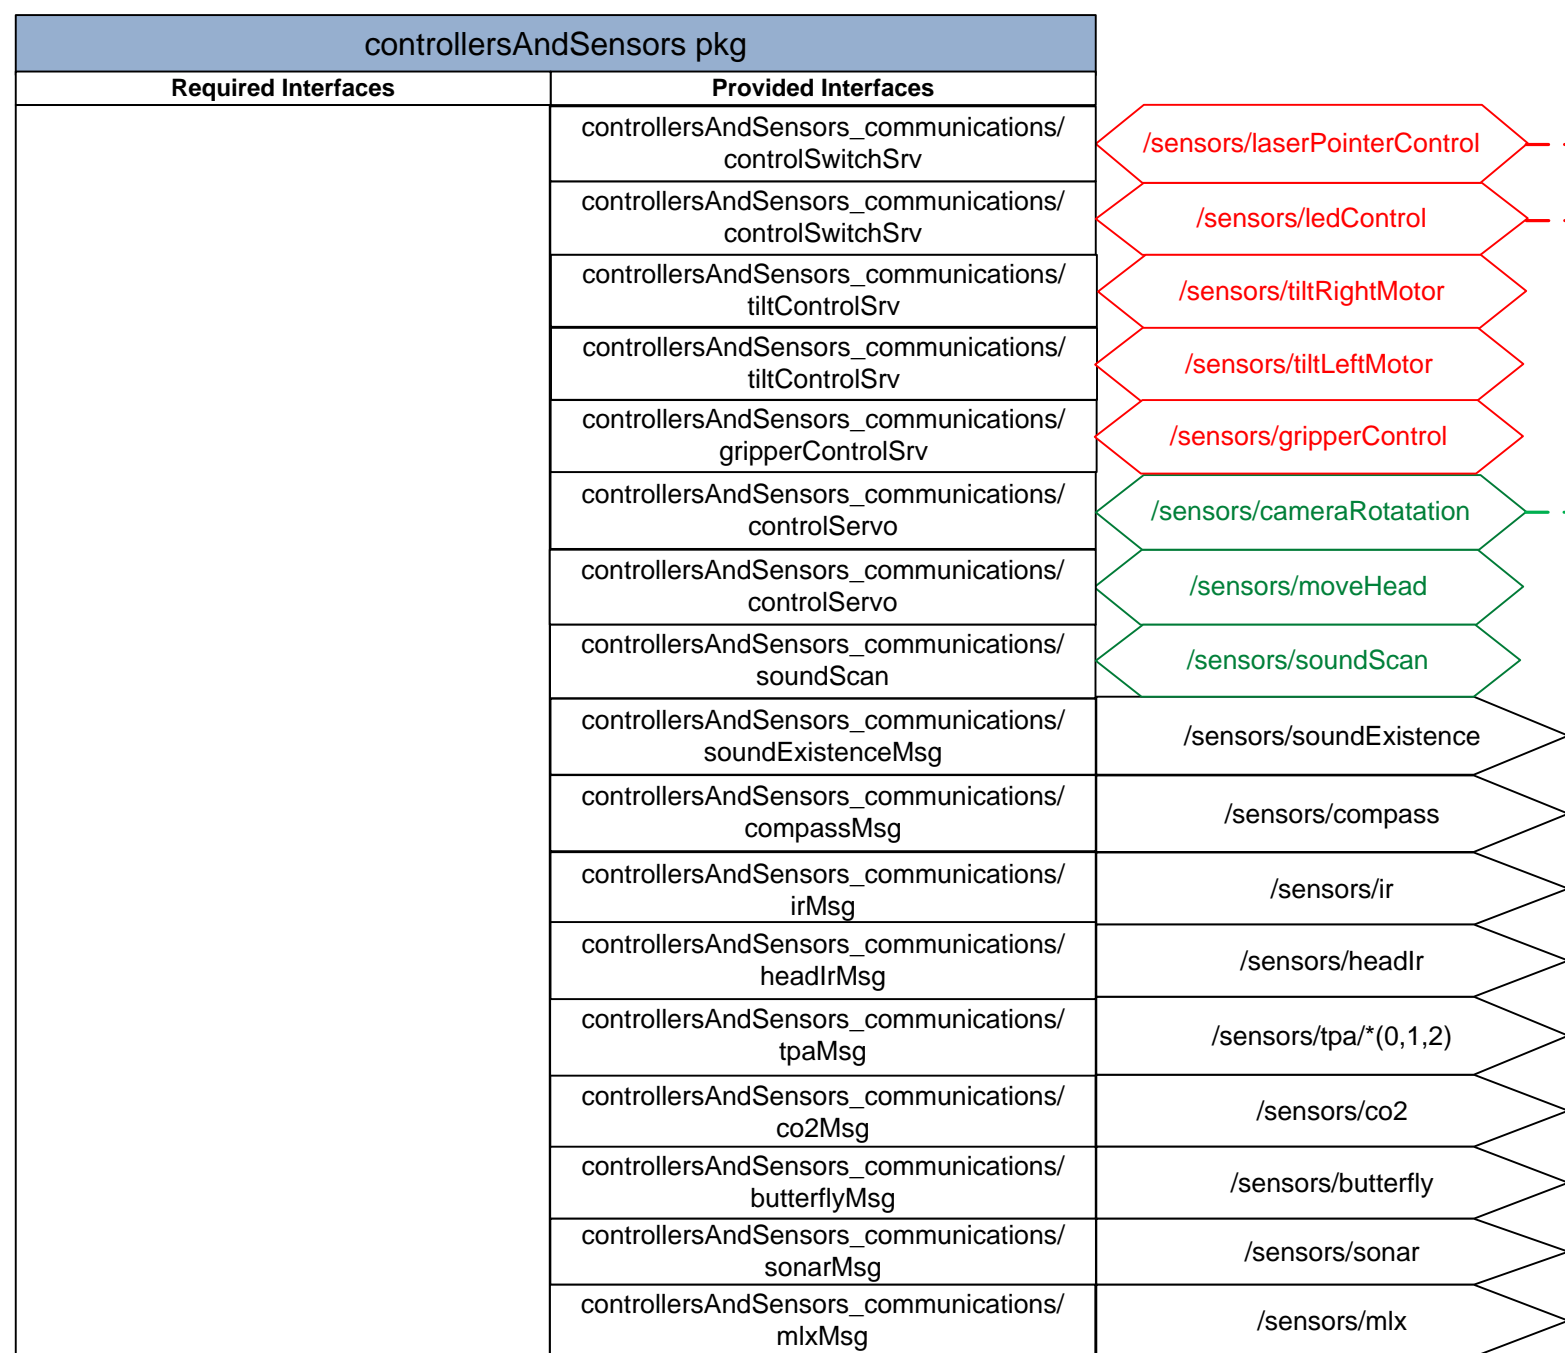 controllersAndSensors pkg
Required Interfaces
Provided Interfaces
controllersAndSensors_communications/
controlSwitchSrv
/sensors/laserPointerControl
controllersAndSensors_communications/
controlSwitchSrv
/sensors/ledControl
controllersAndSensors_communications/
tiltControlSrv
/sensors/tiltRightMotor
controllersAndSensors_communications/
tiltControlSrv
/sensors/tiltLeftMotor
controllersAndSensors_communications/
gripperControlSrv
/sensors/gripperControl
controllersAndSensors_communications/
controlServo
/sensors/cameraRotatation
controllersAndSensors_communications/
controlServo
/sensors/moveHead
controllersAndSensors_communications/
soundScan
/sensors/soundScan
controllersAndSensors_communications/
soundExistenceMsg
/sensors/soundExistence
controllersAndSensors_communications/
compassMsg
/sensors/compass
controllersAndSensors_communications/
irMsg
/sensors/ir
controllersAndSensors_communications/
headIrMsg
/sensors/headIr
controllersAndSensors_communications/
tpaMsg
/sensors/tpa/*(0,1,2)
controllersAndSensors_communications/
co2Msg
/sensors/co2
controllersAndSensors_communications/
butterflyMsg
/sensors/butterfly
controllersAndSensors_communications/
sonarMsg
/sensors/sonar
controllersAndSensors_communications/
mlxMsg
/sensors/mlx